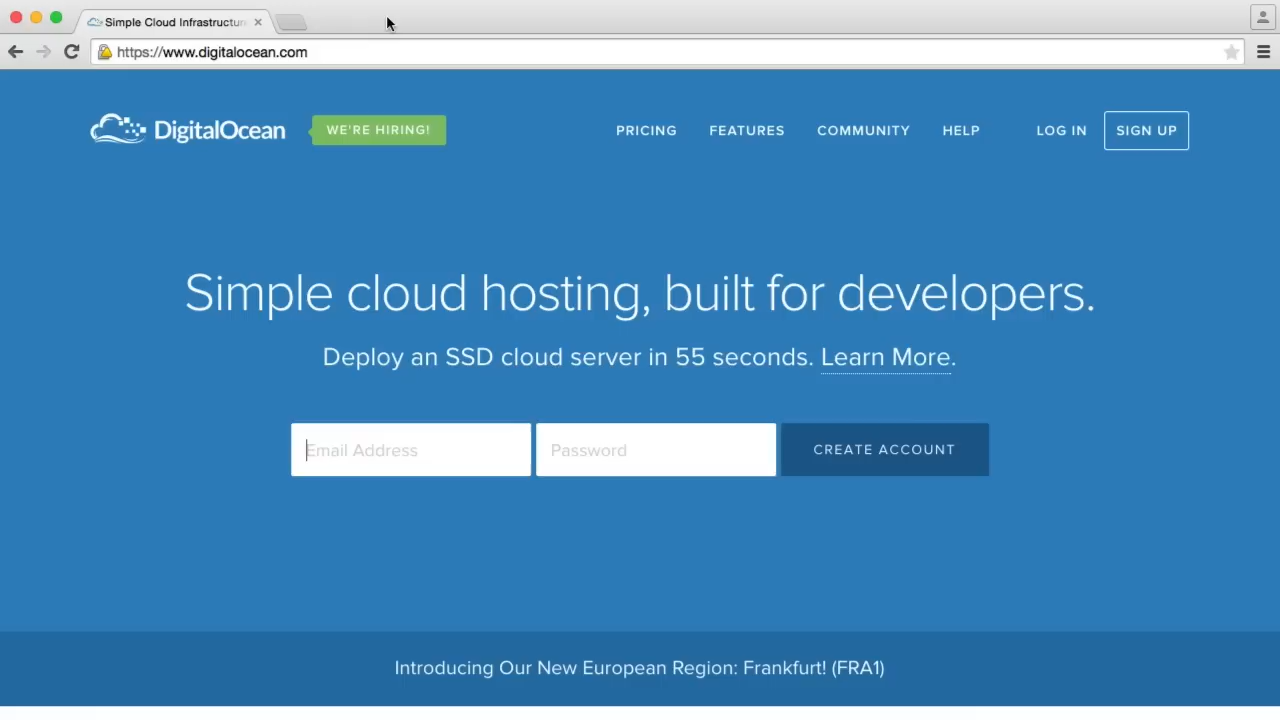 Simple Cloud Infrastructur
https://www.digitalocean.com
DigitalOcean
WE'RE HIRING!
PRICING
FEATURES
COMMUNITY
HELP
LOG IN
SIGN UP
Simple cloud hosting, built for developers.
Deploy an SSD cloud server in 55 seconds. Learn More.
Email Address
Password
CREATE ACCOUNT
Introducing Our New European Region: Frankfurt! (FRA1)